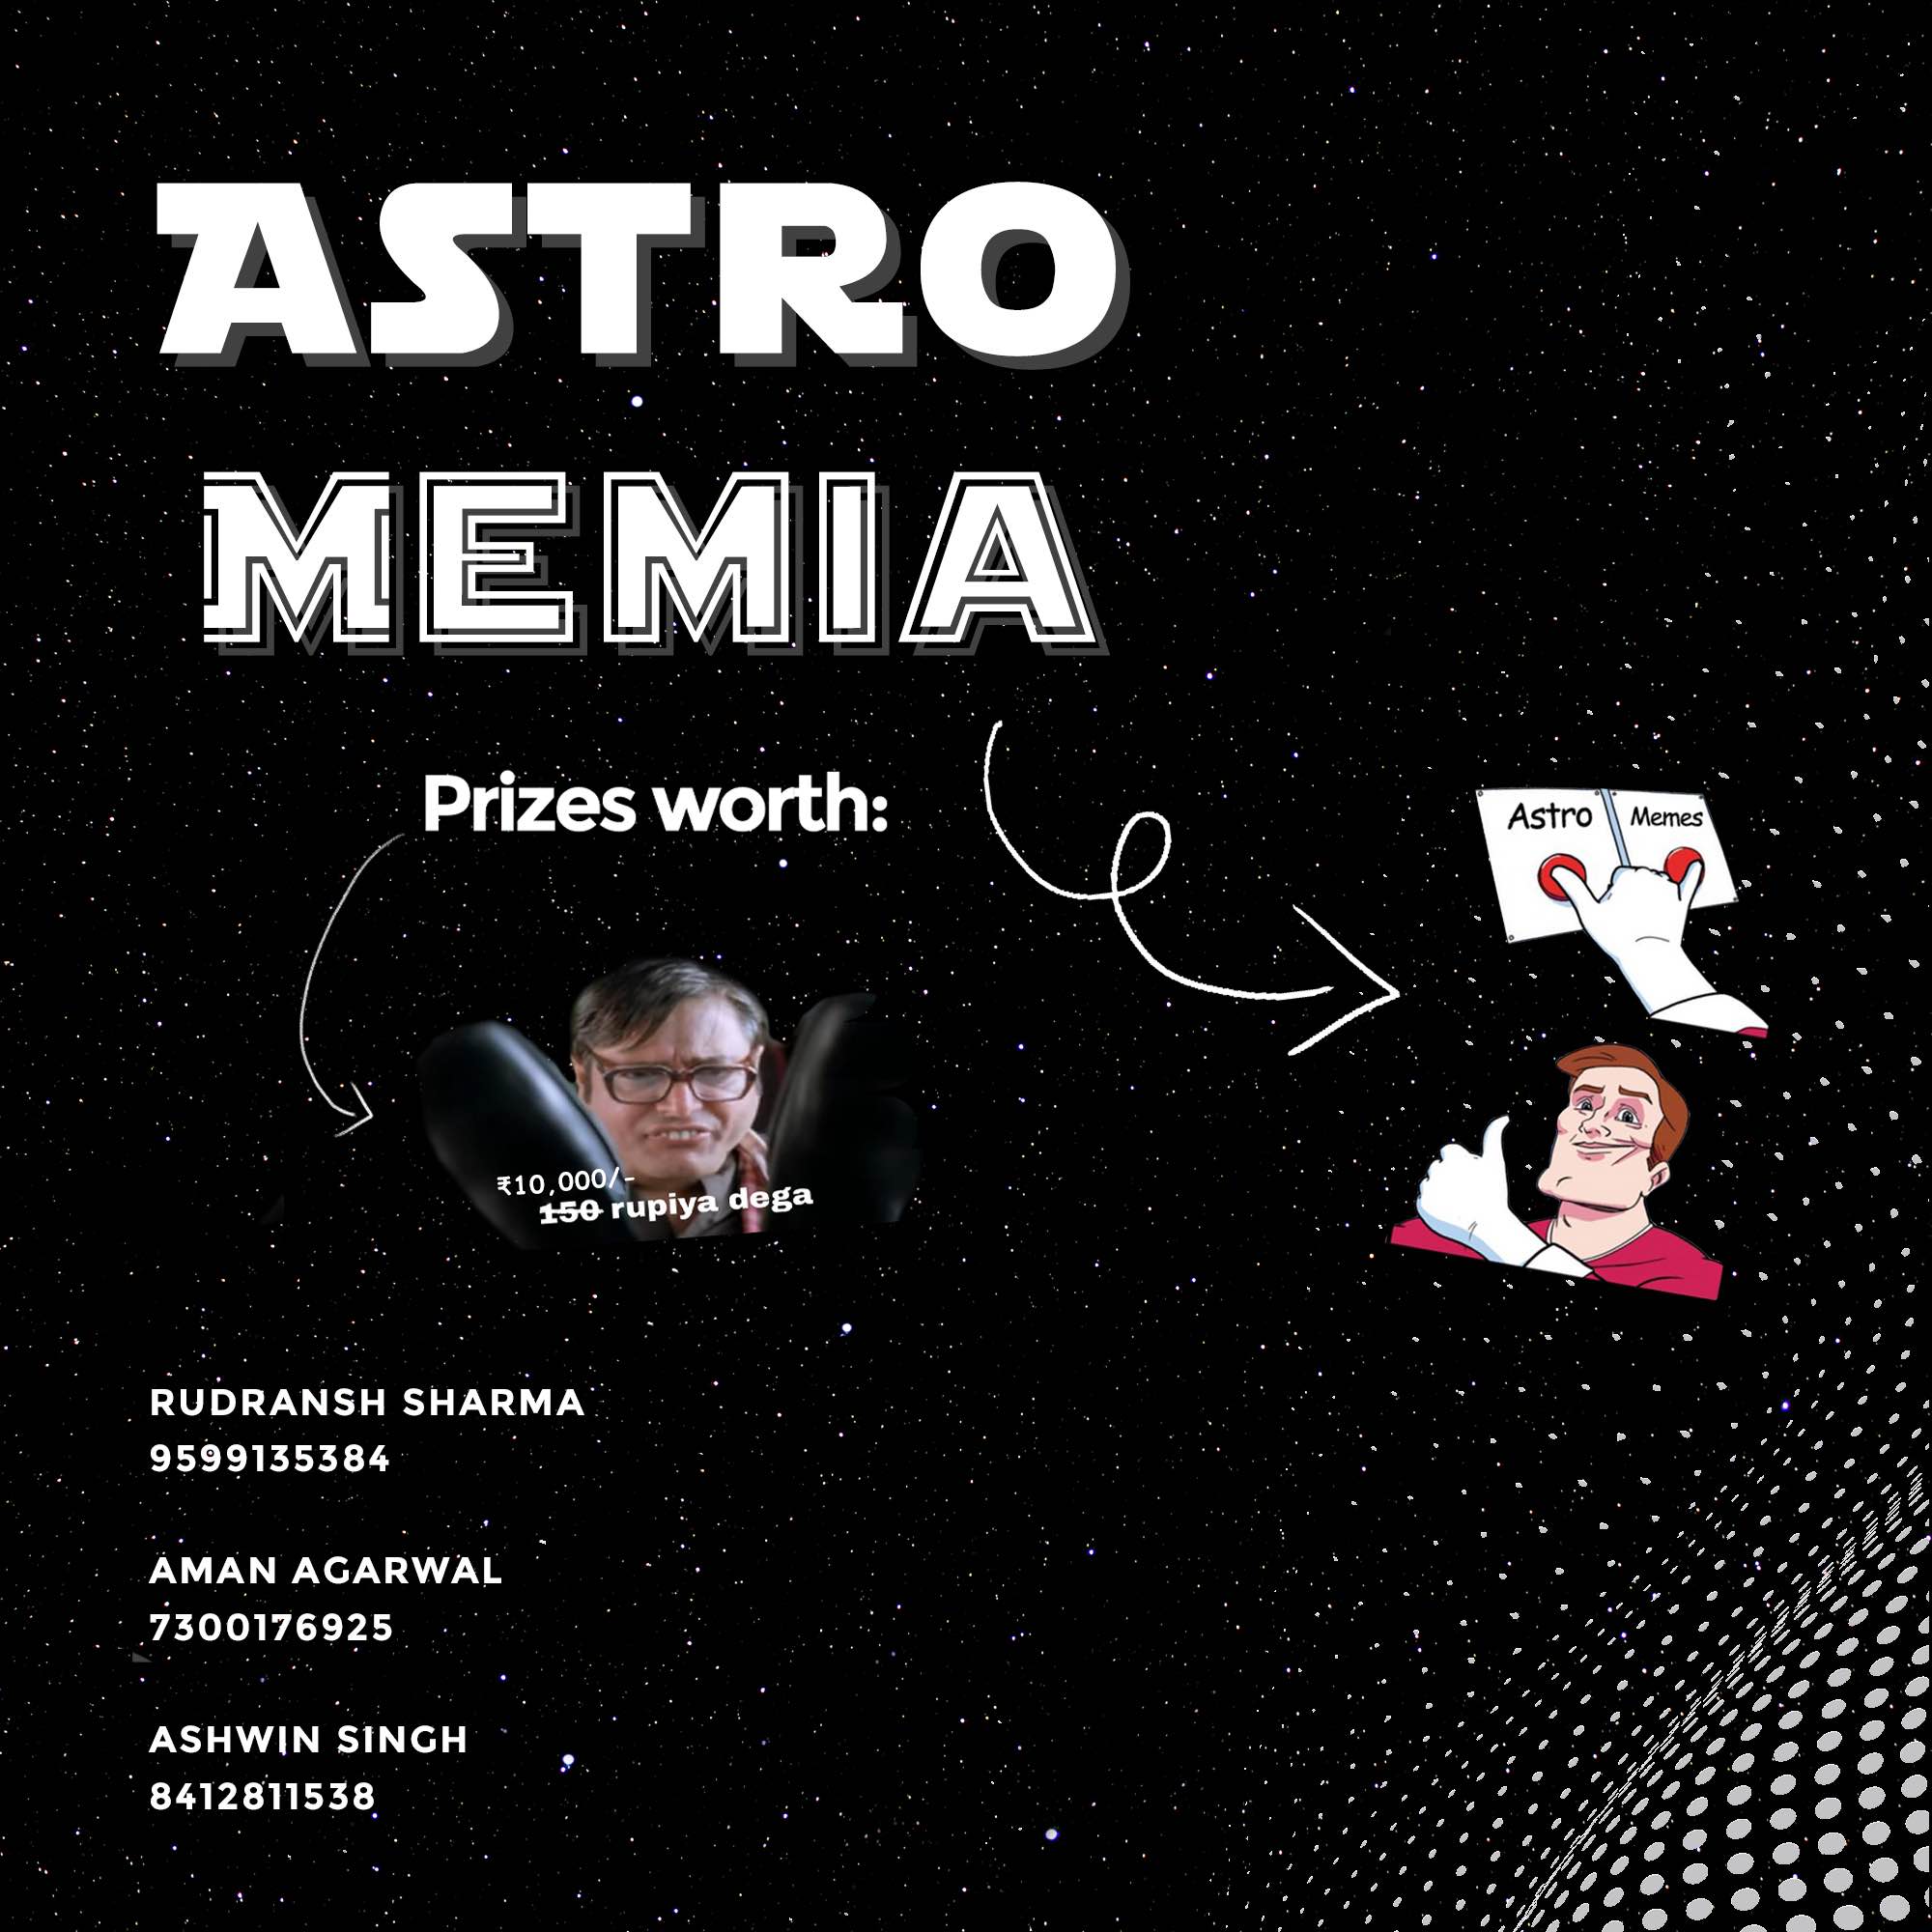 ASTRO
MEMIA
Prizes worth:
Astro
Memes
₹10,000/-
150 rupiya dega
RUDRANSH SHARMA
9599135384
AMAN AGARWAL
7300176925
ASHWIN SINGH
8412811538